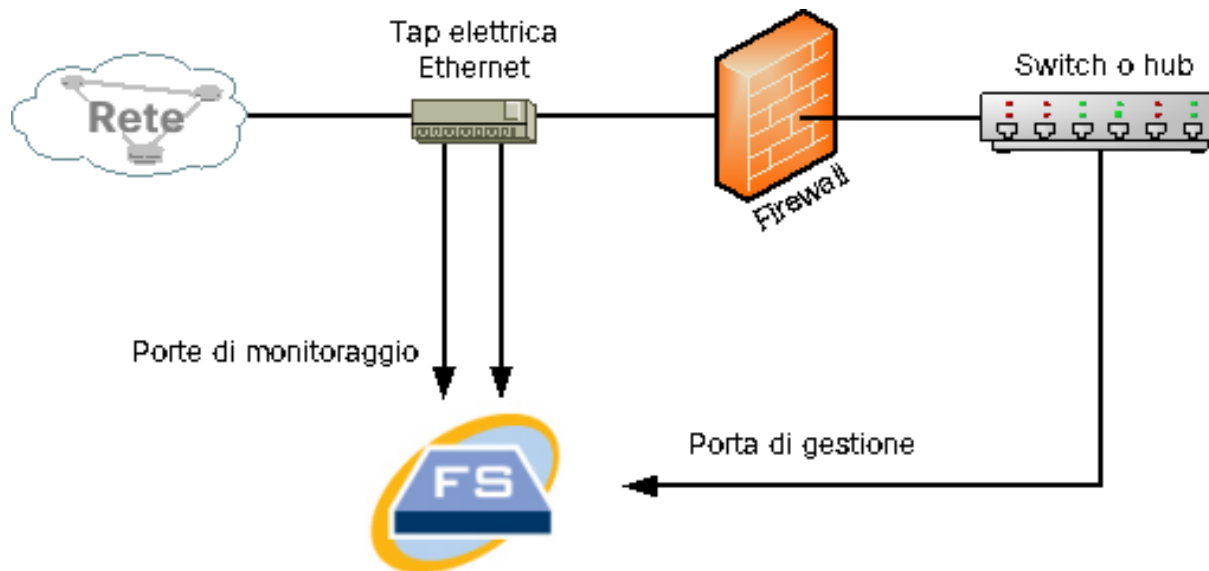 Tap elettrica
Ethernet
Switch o hub
Rete
Firewall
Porte di monitoraggio
Porta di gestione
FS